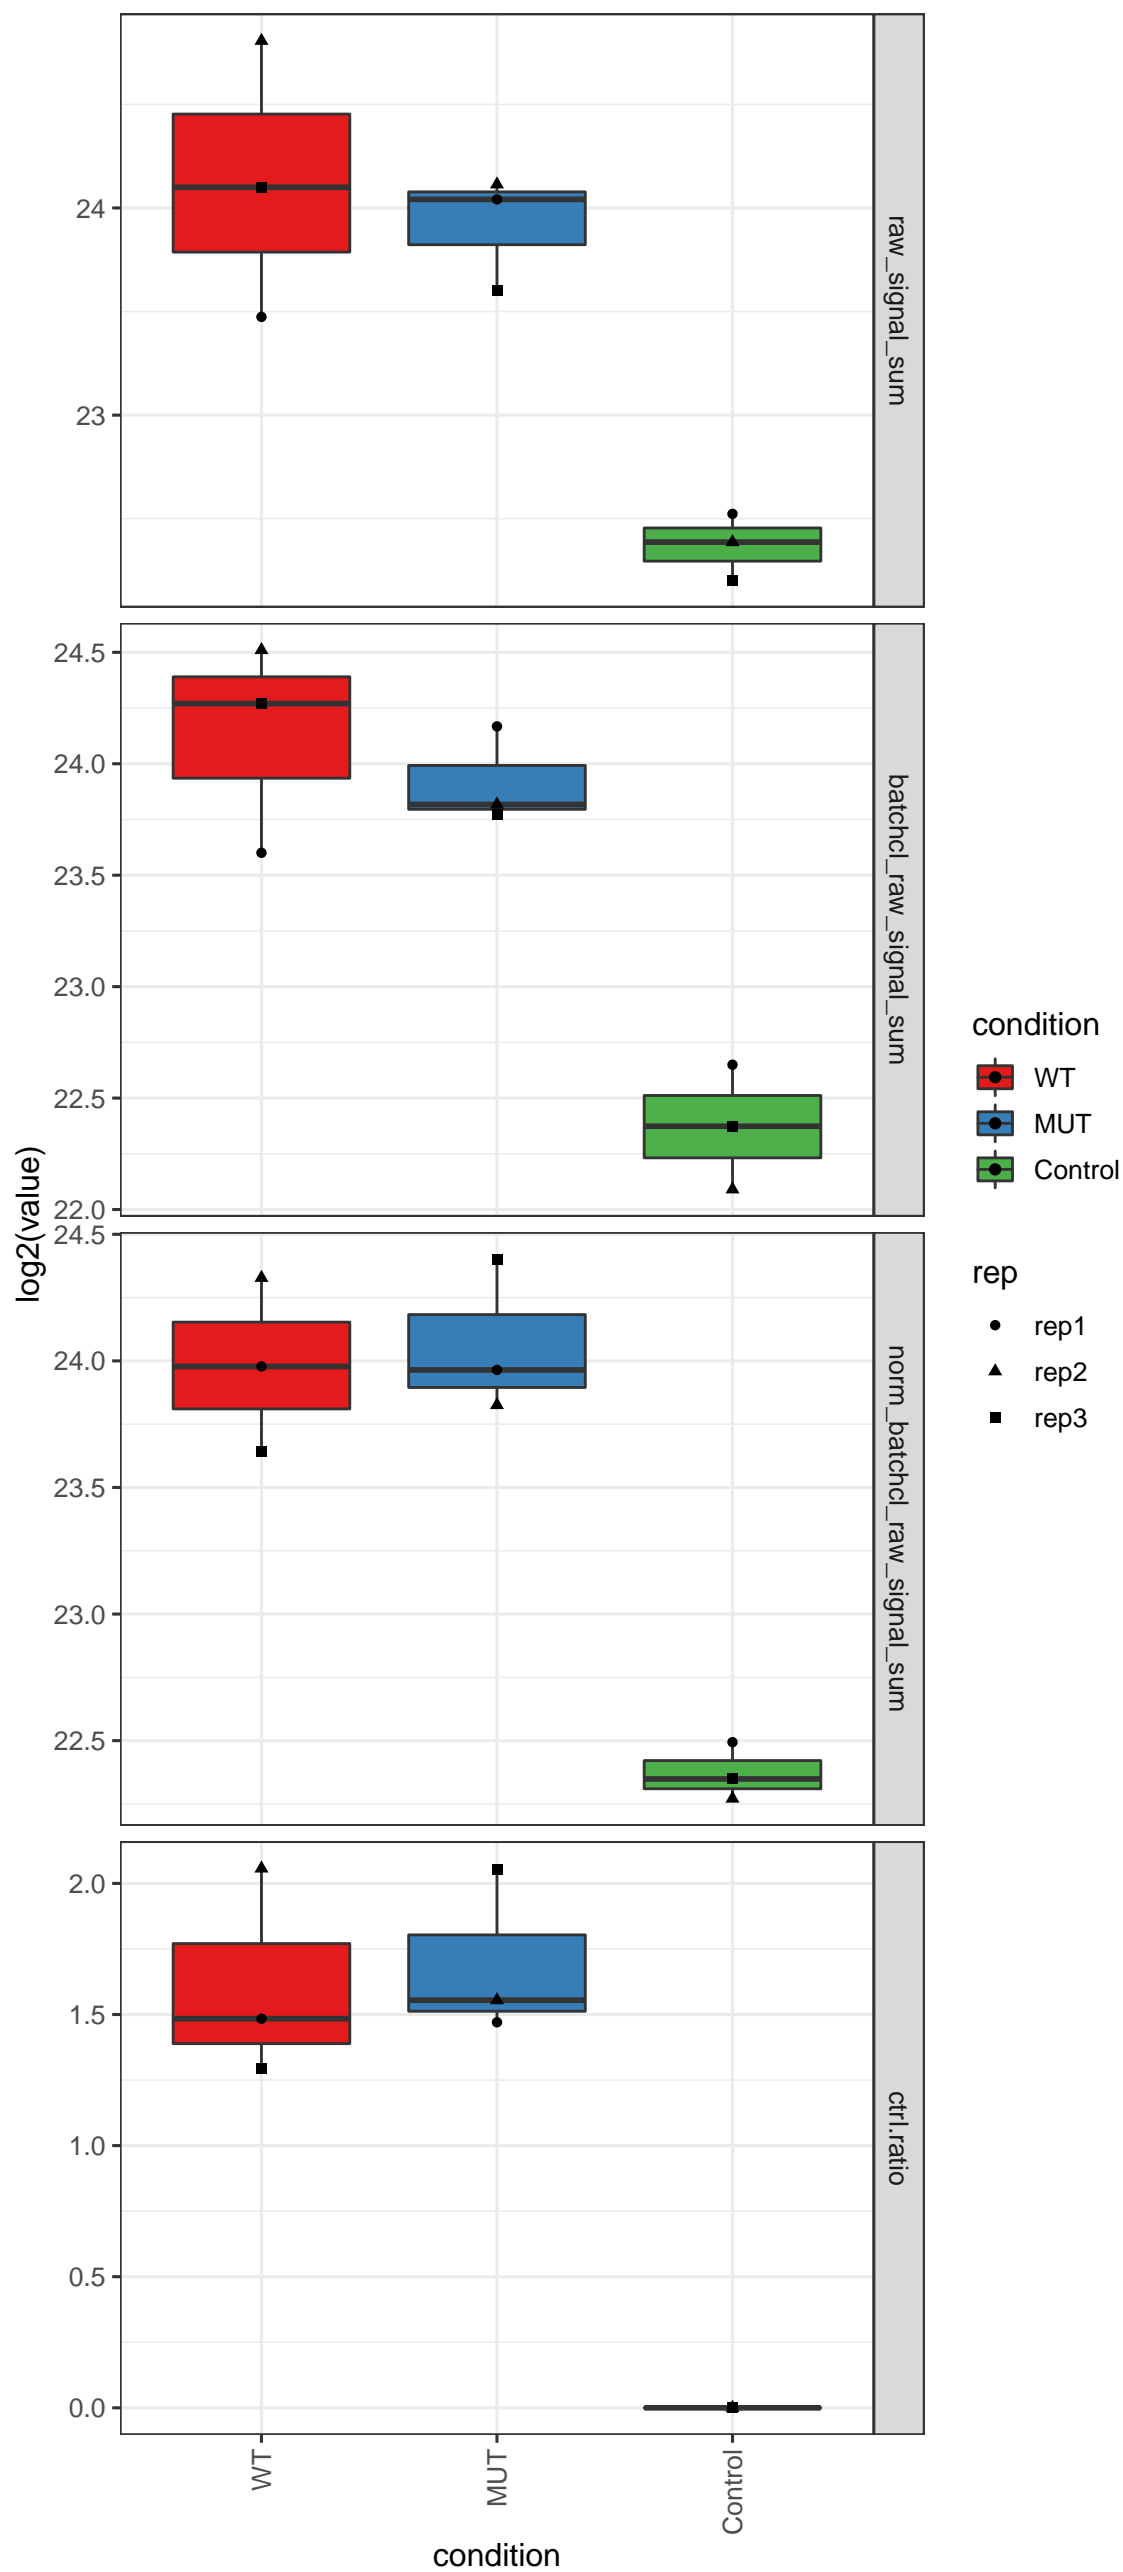 24
23
raw_signal_sum
24.5
24.0
23.5
23.0
22.5
22.0
batchcl_raw_signal_sum
24.5
24.0
23.5
23.0
22.5
norm_batchcl_raw_signal_sum
2.0
1.5
1.0
0.5
0.0
ctrl.ratio
log2(value)
WT
MUT
Control
condition
condition
WT
MUT
Control
rep
rep1
rep2
rep3